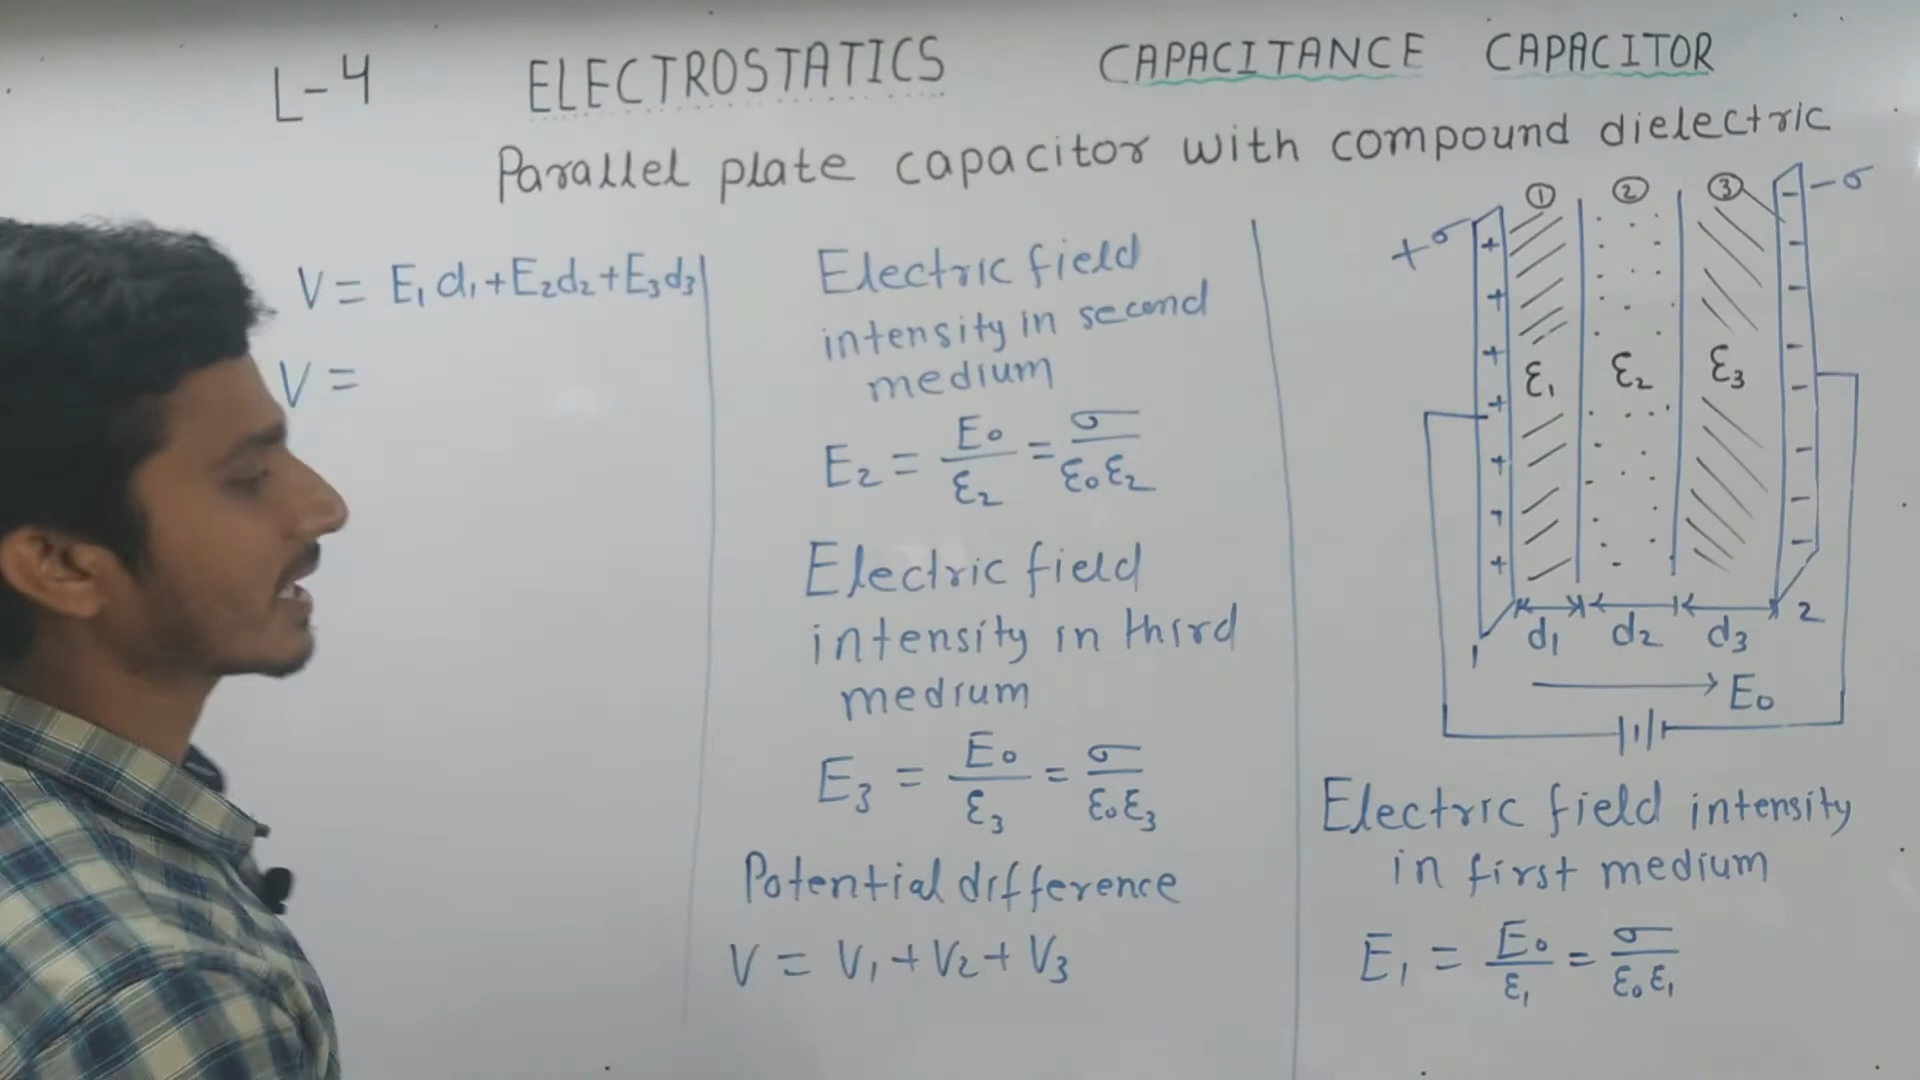 L-4 ELECTROSTATICS CAPACITANCE CAPACITOR
Parallel plate capacitor with compound dielectric
V = E₁d₁+E₂d₂+E₃d₃
V =
Electric field
intensity in second
medium
E₂ = E₀/ε₂ = σ/ε₀ε₂
Electric field
intensity in third
medium
E₃ = E₀/ε₃ = σ/ε₀ε₃
Potential difference
V = V₁+V₂+V₃
① ② ③
+σ -σ
+ + + + + + +
- - - - - - - -
ε₁ ε₂ ε₃
1 d₁ d₂ d₃ 2
E₀
Electric field intensity
in first medium
E₁ = E₀/ε₁ = σ/ε₀ε₁